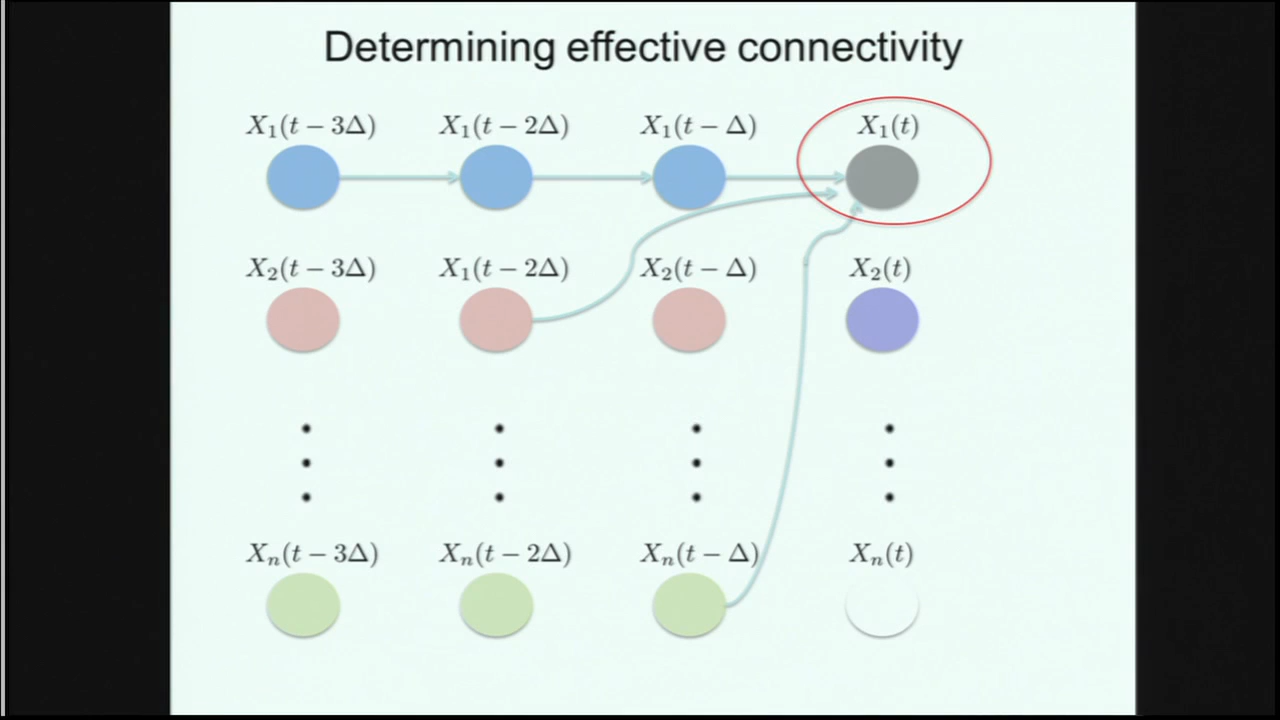 Determining effective connectivity
X₁(t − 3Δ) X₁(t − 2Δ) X₁(t − Δ) X₁(t)
X₂(t − 3Δ) X₁(t − 2Δ) X₂(t − Δ) X₂(t)
Xₙ(t − 3Δ) Xₙ(t − 2Δ) Xₙ(t − Δ) Xₙ(t)